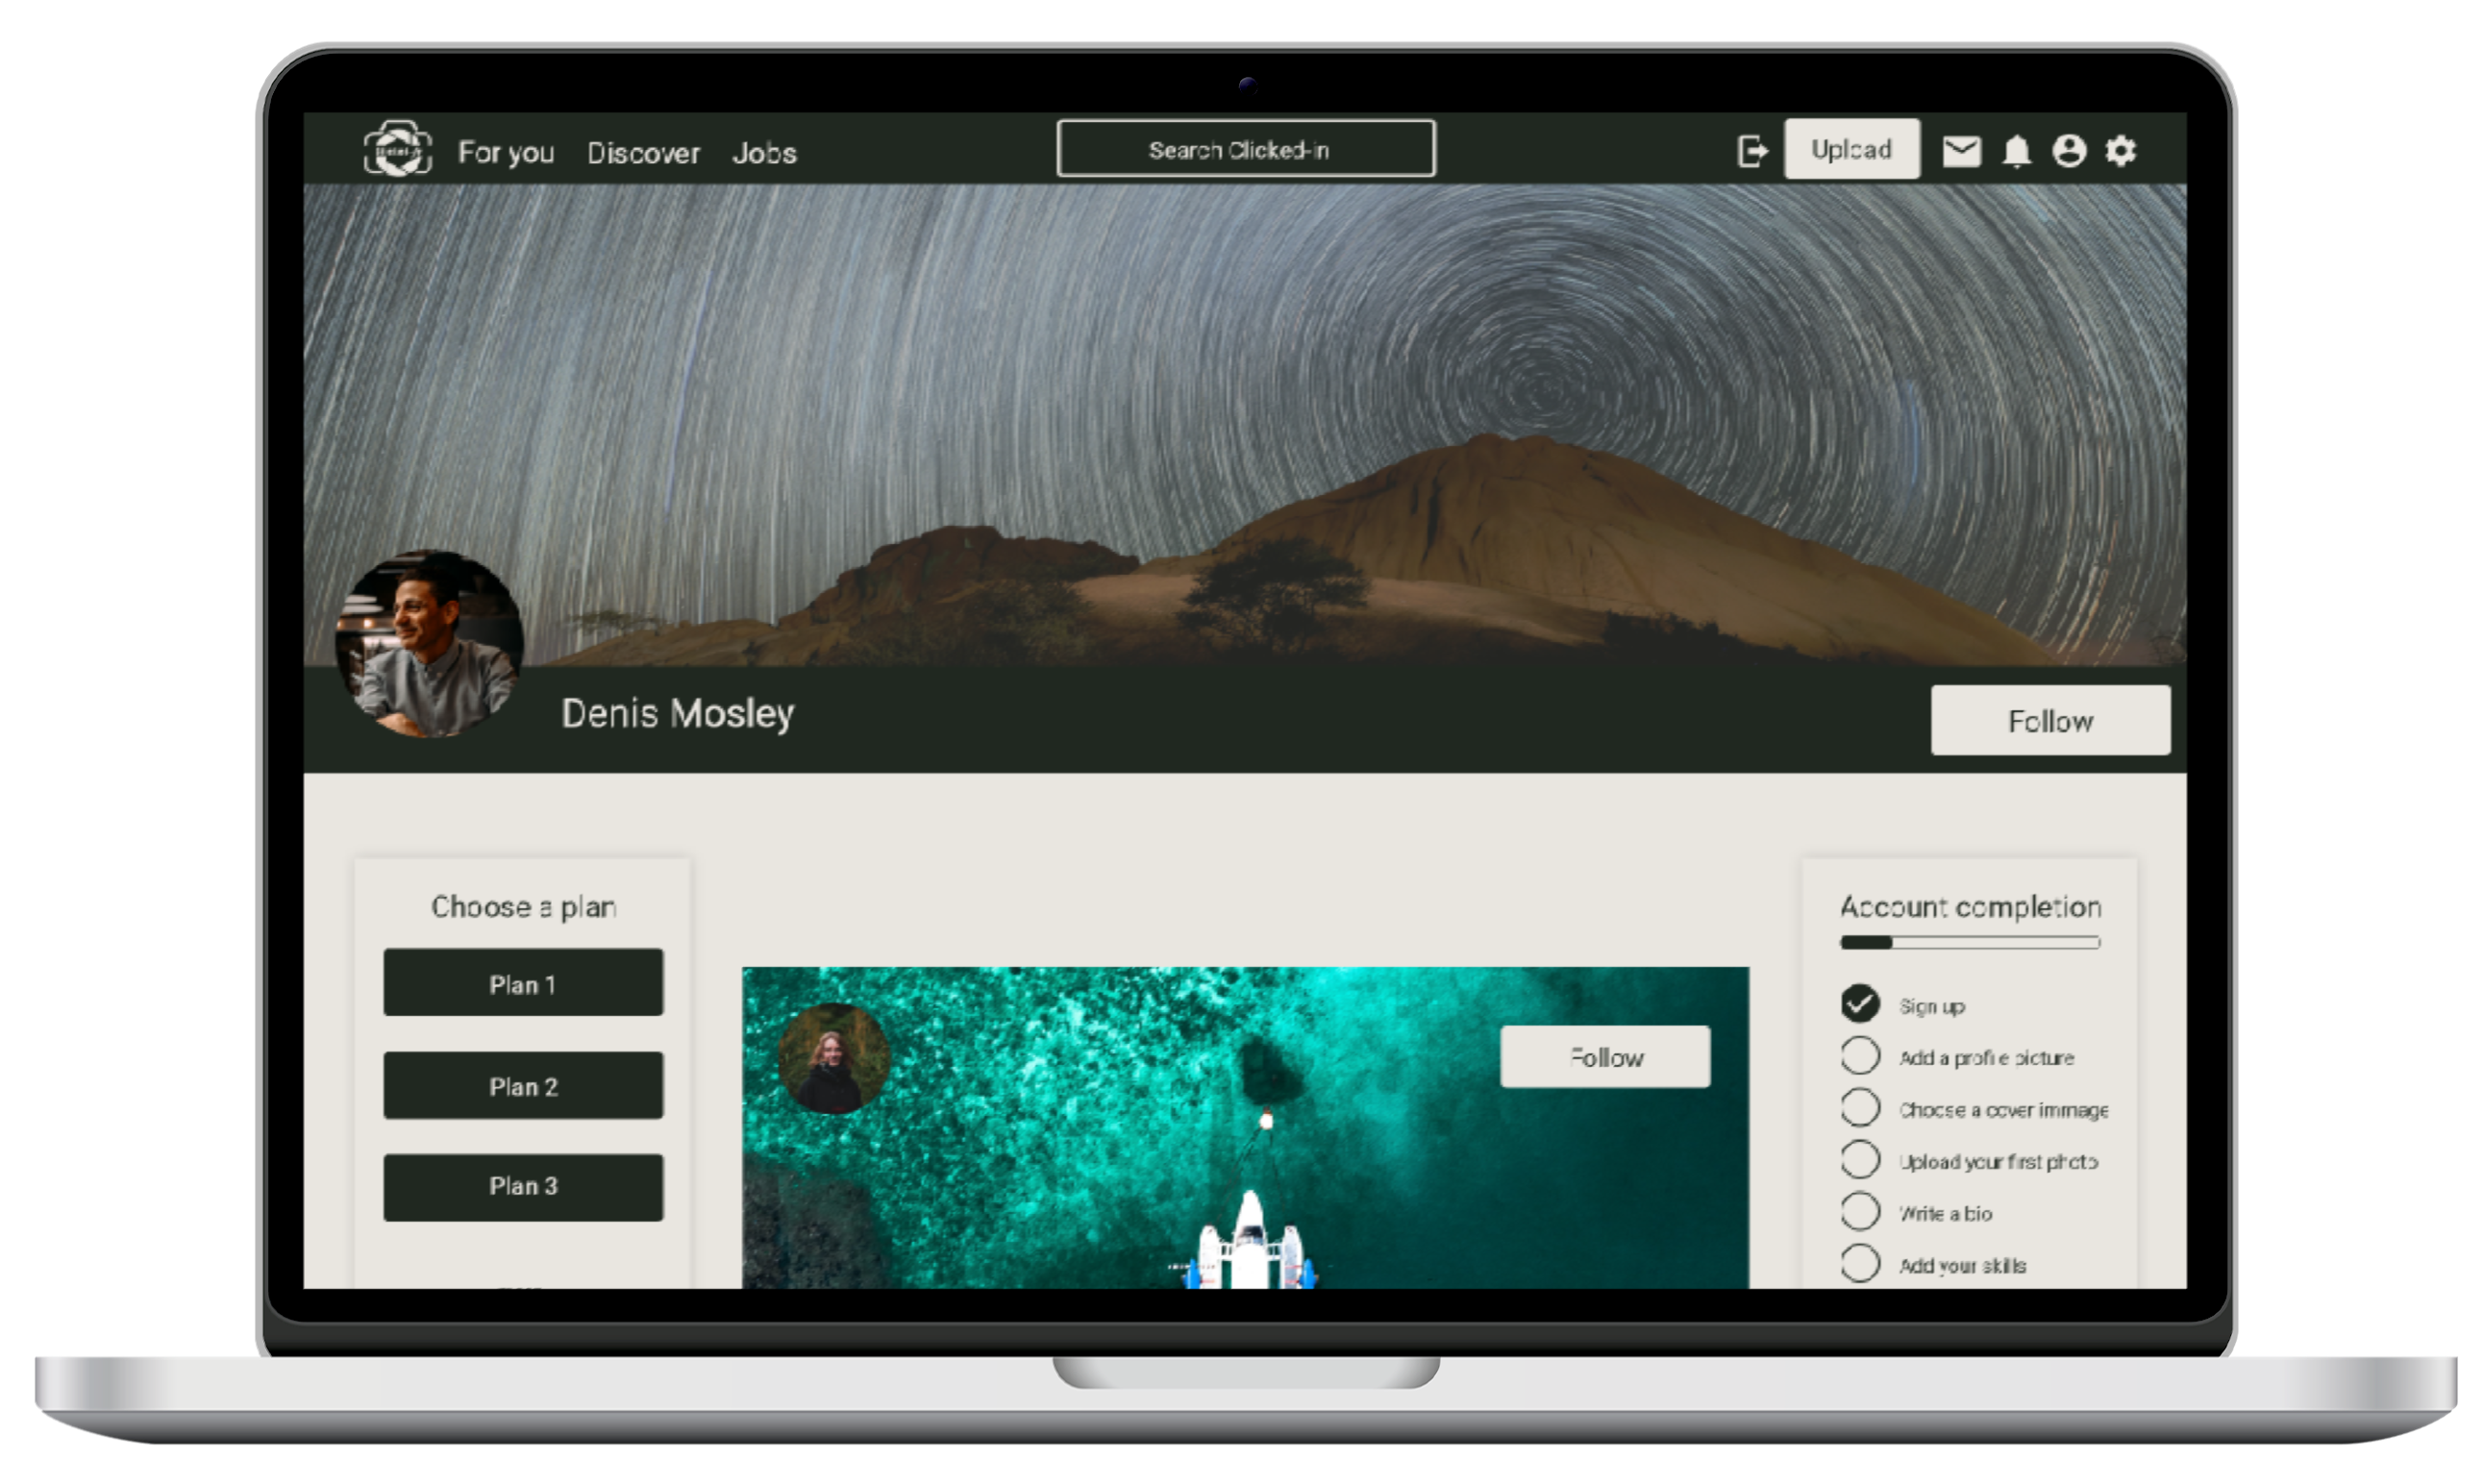 For you
Discover
Jobs
Search Clicked-in
Upload
Denis Mosley
Follow
Choose a plan
Plan 1
Plan 2
Plan 3
Follow
Account completion
Sign up
Add a profile picture
Choose a cover immage
Upload your first photo
Write a bio
Add your skills